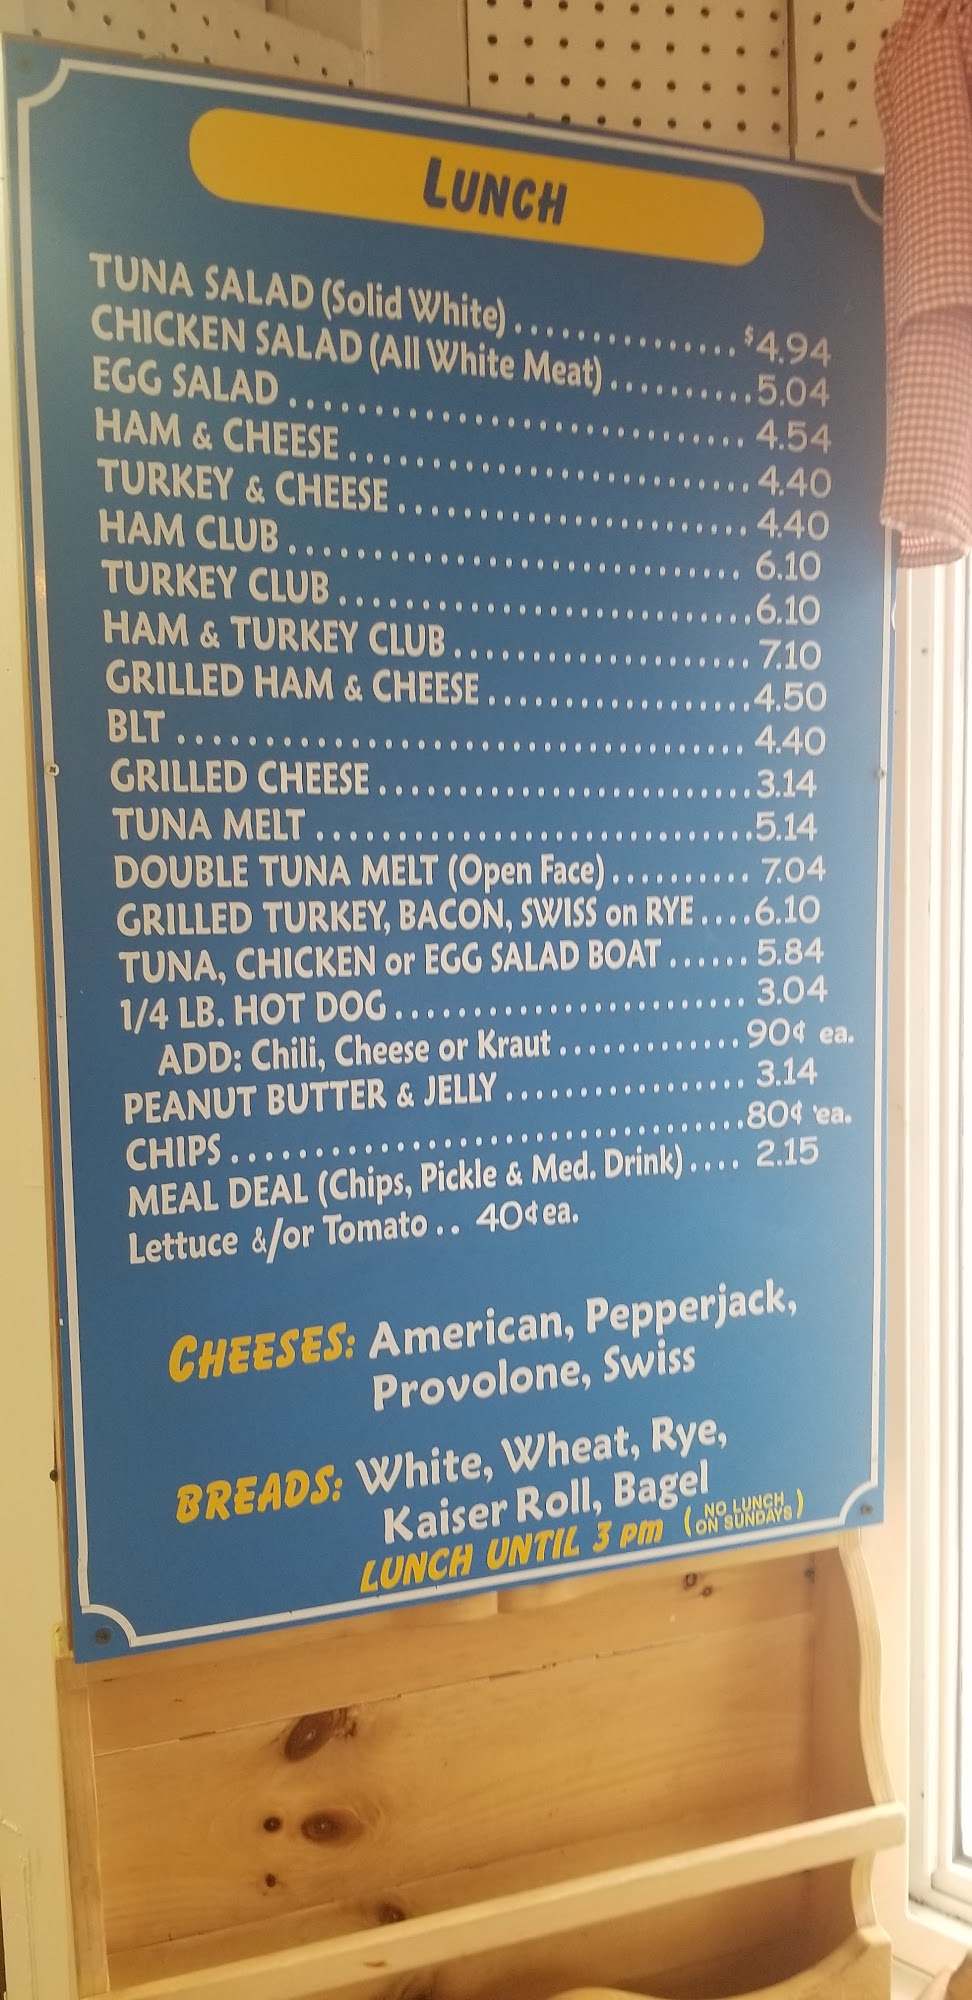 LUNCH
TUNA SALAD (Solid White) .............. $4.94
CHICKEN SALAD (All White Meat) .......... 5.04
EGG SALAD ................................ 4.54
HAM & CHEESE ............................ 4.40
TURKEY & CHEESE ........................ 4.40
HAM CLUB ................................ 6.10
TURKEY CLUB ............................. 6.10
HAM & TURKEY CLUB ..................... 7.10
GRILLED HAM & CHEESE .................. 4.50
BLT ....................................... 4.40
GRILLED CHEESE .......................... 3.14
TUNA MELT ............................... 5.14
DOUBLE TUNA MELT (Open Face) .......... 7.04
GRILLED TURKEY, BACON, SWISS on RYE .... 6.10
TUNA, CHICKEN or EGG SALAD BOAT ...... 5.84
1/4 LB. HOT DOG ......................... 3.04
ADD: Chili, Cheese or Kraut ............. 90¢ ea.
PEANUT BUTTER & JELLY ................. 3.14
CHIPS .................................... 80¢ ea.
MEAL DEAL (Chips, Pickle & Med. Drink) .... 2.15
Lettuce &/or Tomato .. 40¢ ea.
CHEESES: American, Pepperjack,
Provolone, Swiss
BREADS: White, Wheat, Rye,
Kaiser Roll, Bagel
LUNCH UNTIL 3 pm (NO LUNCH
ON SUNDAYS)